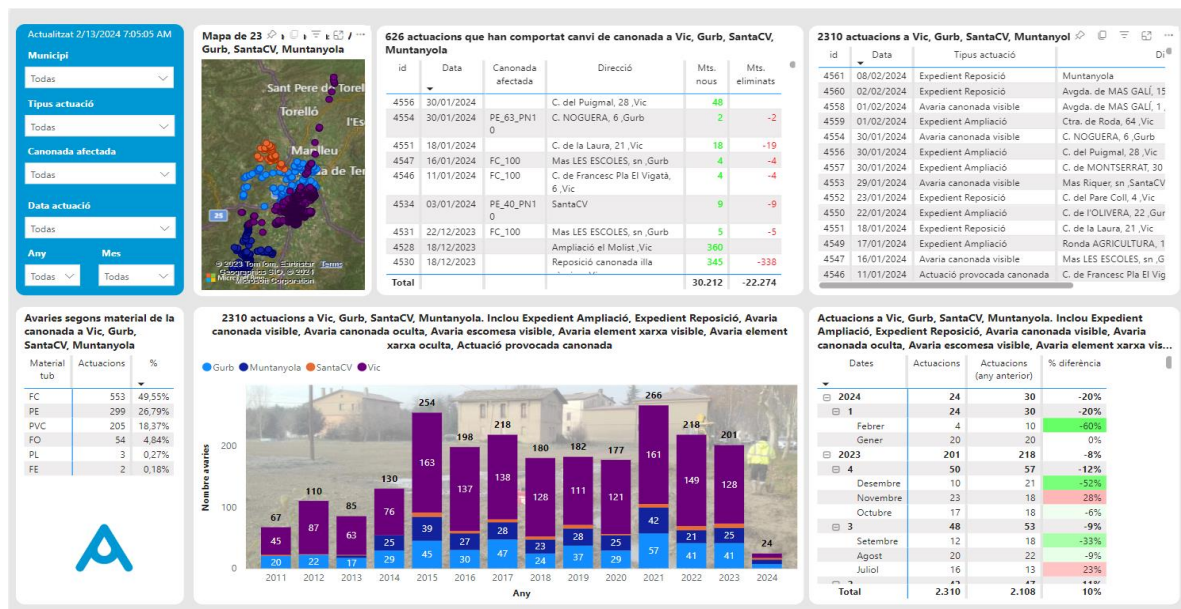 Actualitzat 2/13/2024 7:05:05 AM
Municipi
Todas
Tipus actuació
Todas
Canonada afectada
Todas
Data actuació
Todas
Any Mes
Todas Todas
Mapa de 23
Gurb, SantaCV, Muntanyola
Sant Pere de Torel
Torelló
l'Es
Manlleu
a de Ter
25
© 2023 TomTom, Earthstar Terms
Geographics SIO, © 2024
Microsoft Corporation
626 actuacions que han comportat canvi de canonada a Vic, Gurb, SantaCV,
Muntanyola
id Data Canonada afectada Direcció Mts. nous Mts. eliminats
4556 30/01/2024 C. del Puigmal, 28 ,Vic 48
4554 30/01/2024 PE_63_PN1 C. NOGUERA, 6 ,Gurb 2 -2
0
4551 18/01/2024 C. de la Laura, 21 ,Vic 18 -19
4547 16/01/2024 FC_100 Mas LES ESCOLES, sn ,Gurb 4 -4
4546 11/01/2024 FC_100 C. de Francesc Pla El Vigatà, 4 -4
6 ,Vic
4534 03/01/2024 PE_40_PN1 SantaCV 9 -9
0
4531 22/12/2023 FC_100 Mas LES ESCOLES, sn ,Gurb 5 -5
4528 18/12/2023 Ampliació el Molist ,Vic 360
4530 18/12/2023 Reposició canonada illa 345 -338
Total 30.212 -22.274
2310 actuacions a Vic, Gurb, SantaCV, Muntanyol
id Data Tipus actuació Di
4561 08/02/2024 Expedient Reposició Muntanyola
4560 02/02/2024 Expedient Reposició Avgda. de MAS GALÍ, 15
4558 01/02/2024 Avaria canonada visible Avgda. de MAS GALÍ, 1 ,
4559 01/02/2024 Expedient Ampliació Ctra. de Roda, 64 ,Vic
4554 30/01/2024 Avaria canonada visible C. NOGUERA, 6 ,Gurb
4556 30/01/2024 Expedient Ampliació C. del Puigmal, 28 ,Vic
4557 30/01/2024 Expedient Ampliació C. de MONTSERRAT, 30
4553 29/01/2024 Avaria canonada visible Mas Riquer, sn ,SantaCV
4552 23/01/2024 Expedient Reposició C. del Pare Coll, 4 ,Vic
4550 22/01/2024 Expedient Ampliació C. de l'OLIVERA, 22 ,Gur
4551 18/01/2024 Expedient Reposició C. de la Laura, 21 ,Vic
4549 17/01/2024 Expedient Ampliació Ronda AGRICULTURA, 1
4547 16/01/2024 Avaria canonada visible Mas LES ESCOLES, sn ,G
4546 11/01/2024 Actuació provocada canonada C. de Francesc Pla El Vig
Avaries segons material de la
canonada a Vic, Gurb,
SantaCV, Muntanyola
Material tub Actuacions %
FC 553 49,55%
PE 299 26,79%
PVC 205 18,37%
FO 54 4,84%
PL 3 0,27%
FE 2 0,18%
2310 actuacions a Vic, Gurb, SantaCV, Muntanyola. Inclou Expedient Ampliació, Expedient Reposició, Avaria
canonada visible, Avaria canonada oculta, Avaria escomesa visible, Avaria element xarxa visible, Avaria element
xarxa oculta, Actuació provocada canonada
Gurb Muntanyola SantaCV Vic
Nombre avaries
200
100
0
67 110 85 130 254 198 218 180 182 177 266 218 201 24
45 87 63 76 163 137 138 128 111 121 161 149 128
25 39 27 28 23 28 25 42 21 25
20 22 17 29 45 30 47 24 37 29 57 41 41
2011 2012 2013 2014 2015 2016 2017 2018 2019 2020 2021 2022 2023 2024
Any
Actuacions a Vic, Gurb, SantaCV, Muntanyola. Inclou Expedient
Ampliació, Expedient Reposició, Avaria canonada visible, Avaria
canonada oculta, Avaria escomesa visible, Avaria element xarxa vis...
Dates Actuacions Actuacions (any anterior) % diferència
2024 24 30 -20%
1 24 30 -20%
Febrer 4 10 -60%
Gener 20 20 0%
2023 201 218 -8%
4 50 57 -12%
Desembre 10 21 -52%
Novembre 23 18 28%
Octubre 17 18 -6%
3 48 53 -9%
Setembre 12 18 -33%
Agost 20 22 -9%
Juliol 16 13 23%
Total 2.310 2.108 10%